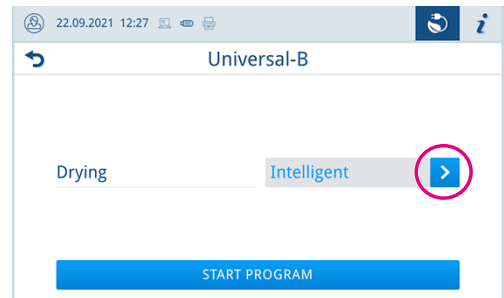 22.09.2021 12:27
i
Universal-B
Drying Intelligent
START PROGRAM